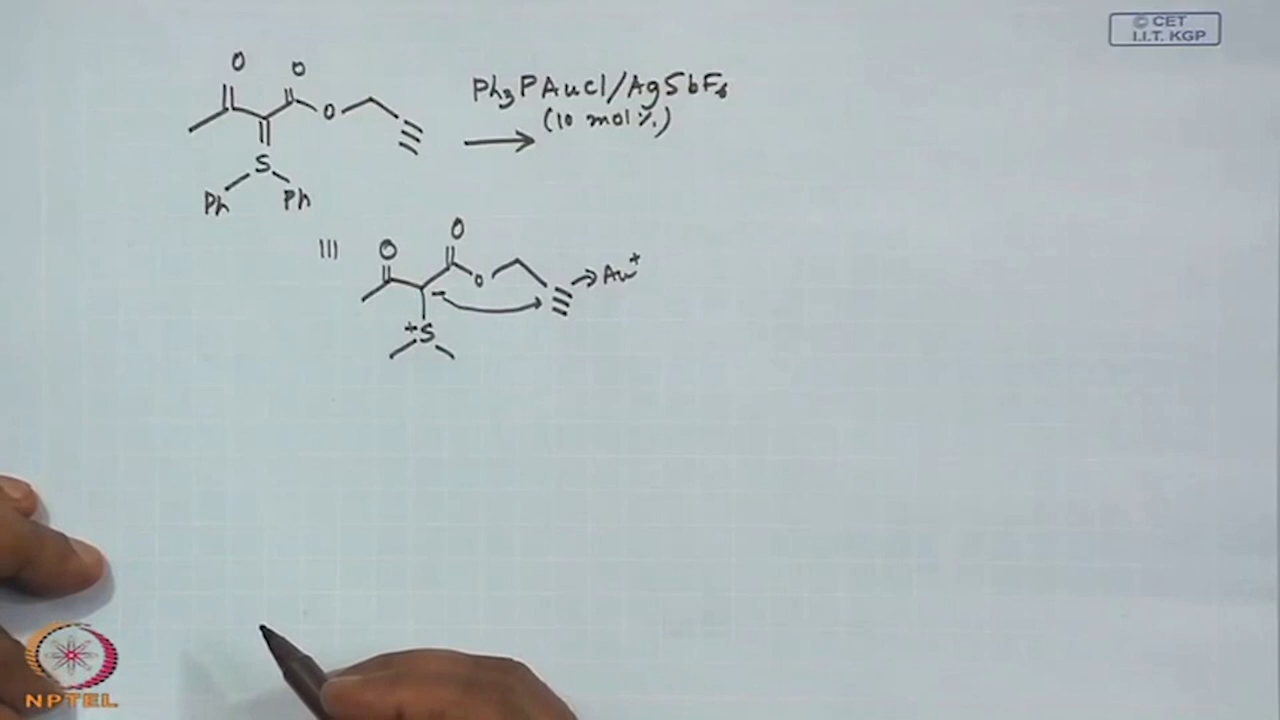 © CET
I.I.T. KGP
O O
O
S
Ph Ph
Ph3PAuCl/AgSbF6
(10 mol%)
O O
O
Au+
-
+S
NPTEL